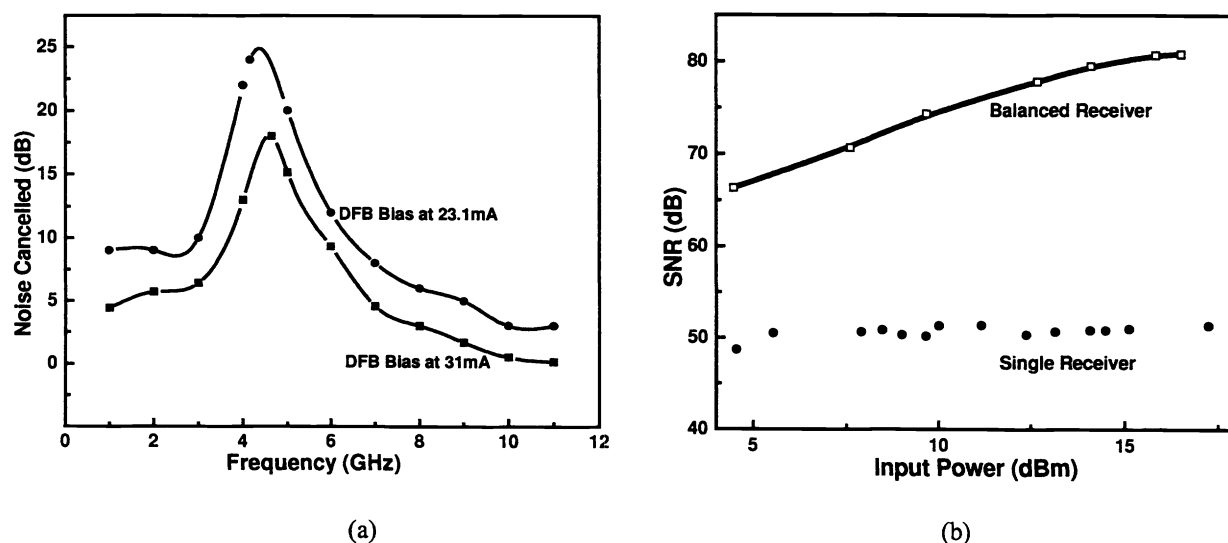 25
20
15
10
5
0
Noise Cancelled (dB)
DFB Bias at 23.1mA
DFB Bias at 31mA
0 2 4 6 8 10 12
Frequency (GHz)
(a)
80
70
60
50
40
SNR (dB)
Balanced Receiver
Single Receiver
5 10 15
Input Power (dBm)
(b)